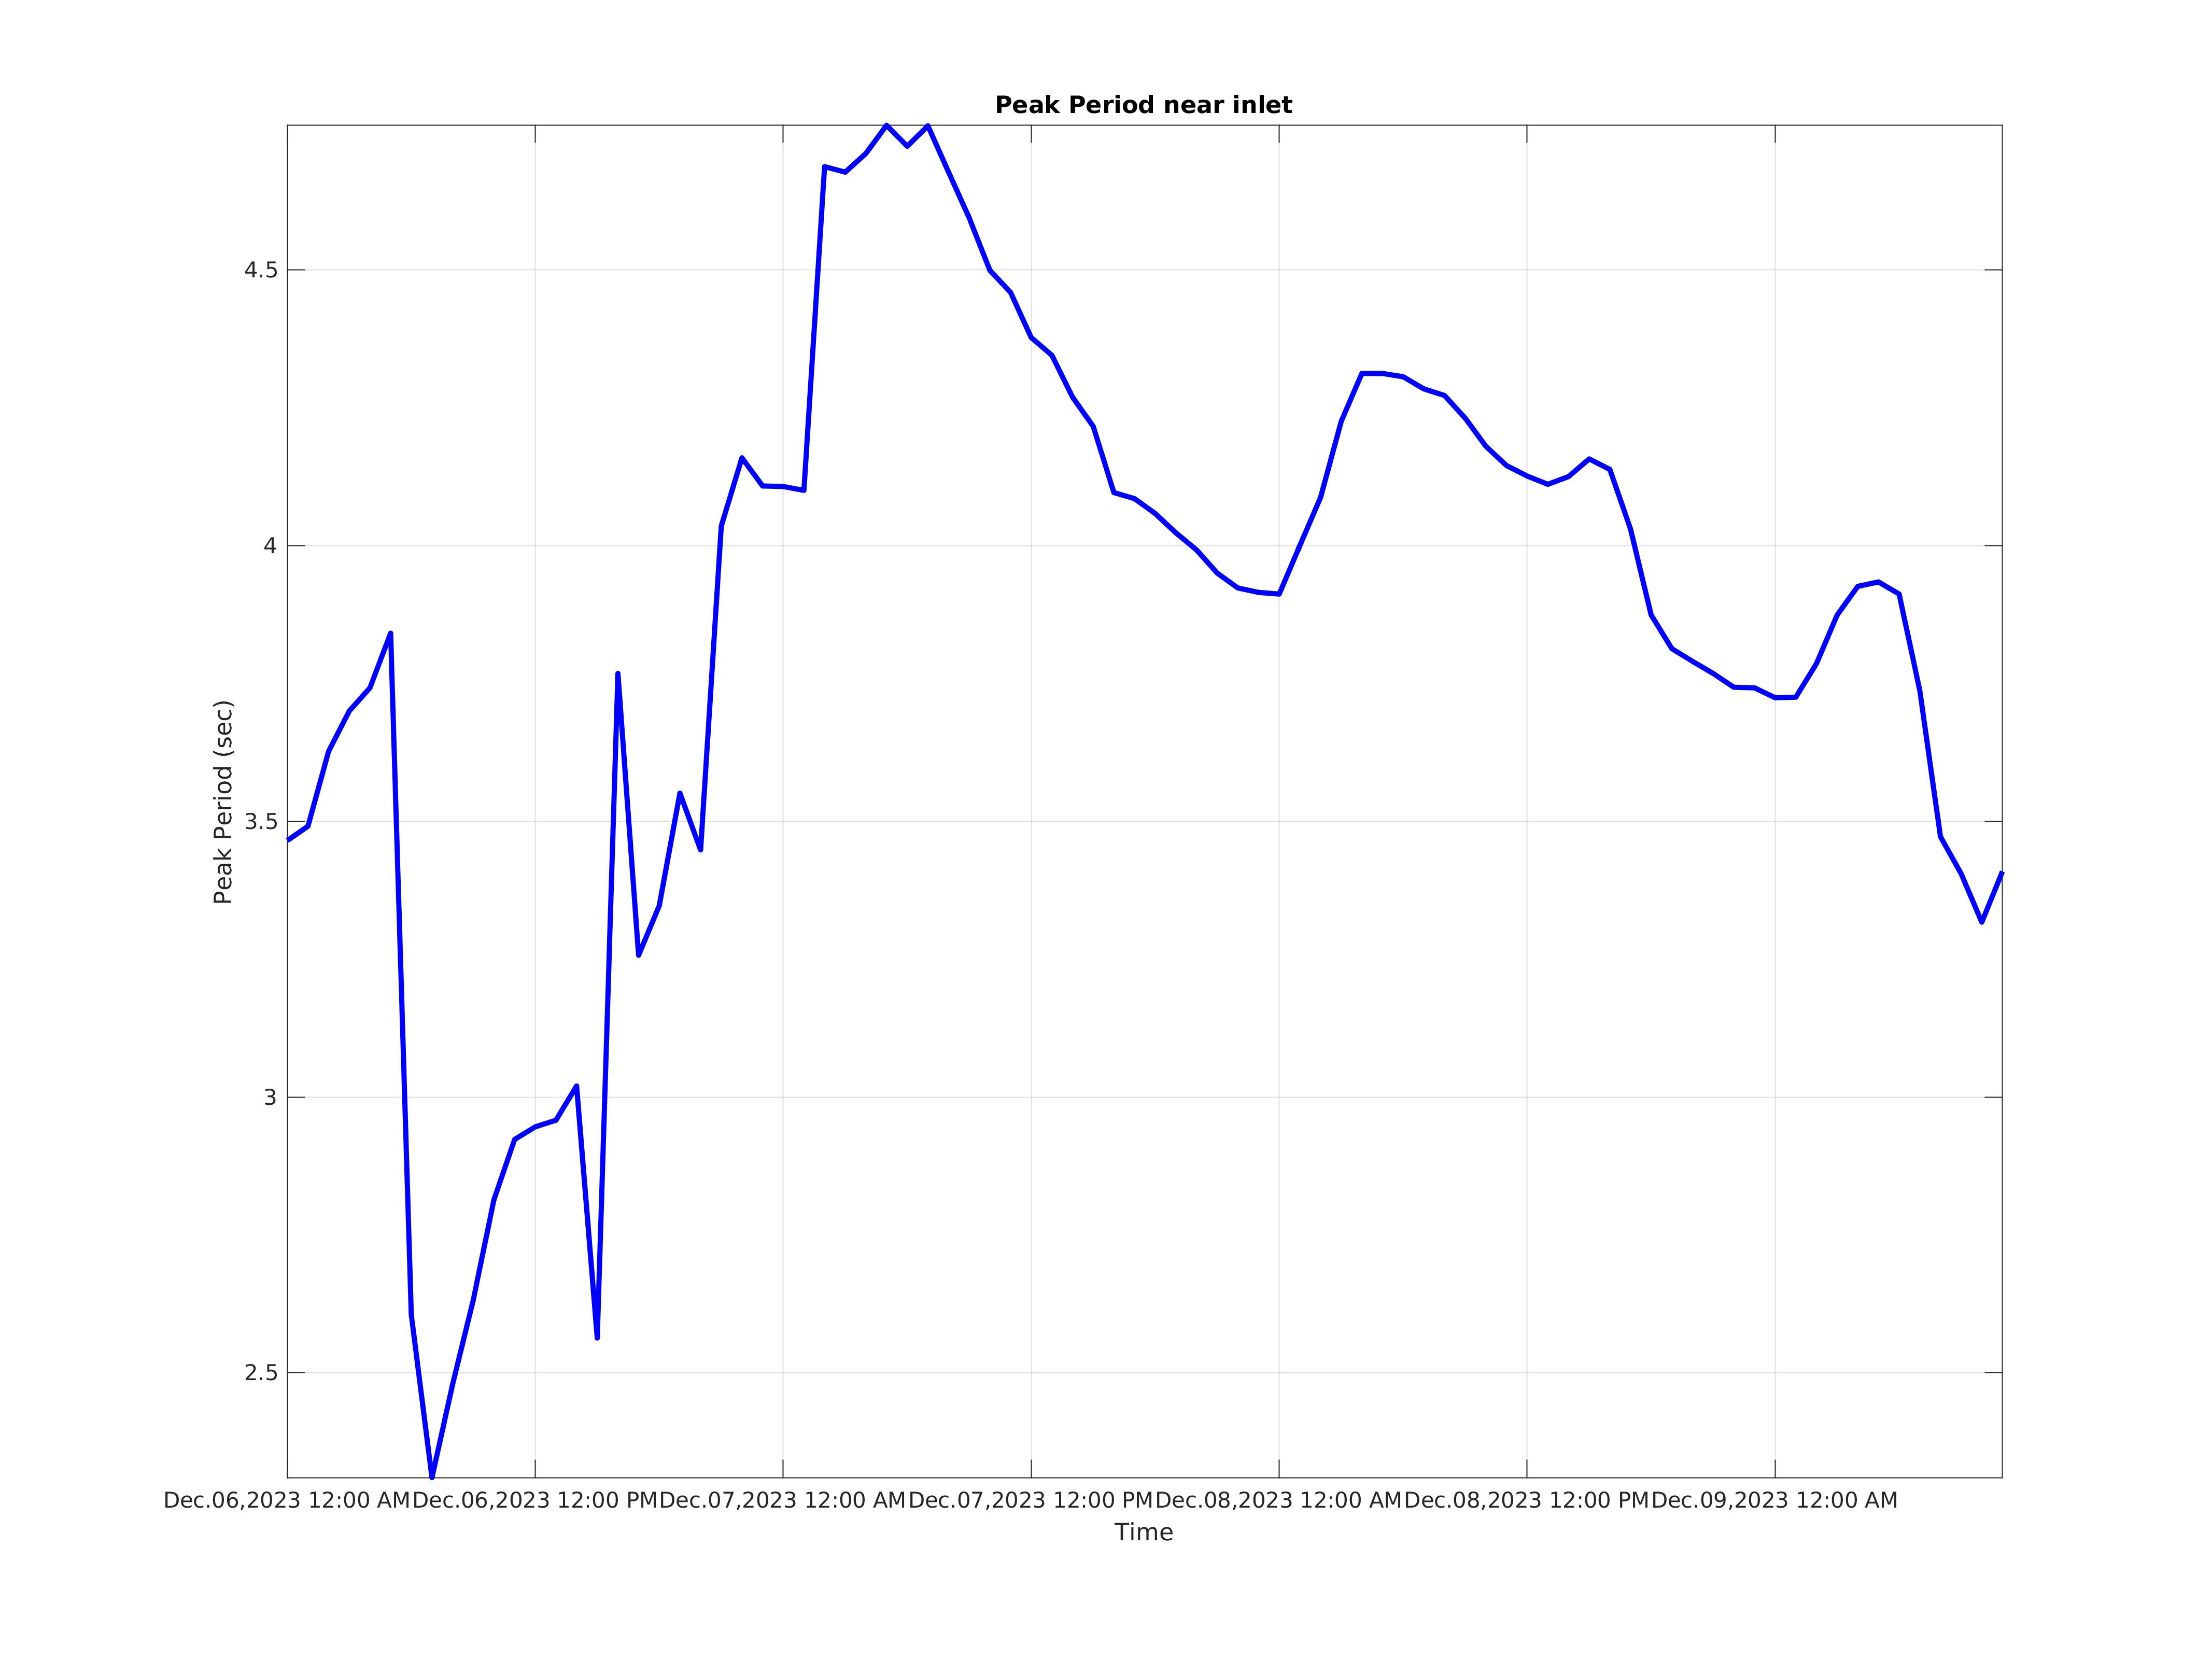 Peak Period near inlet
Peak Period (sec)
4.5
4
3.5
3
2.5
Dec.06,2023 12:00 AM Dec.06,2023 12:00 PM Dec.07,2023 12:00 AM Dec.07,2023 12:00 PM Dec.08,2023 12:00 AM Dec.08,2023 12:00 PM Dec.09,2023 12:00 AM
Time